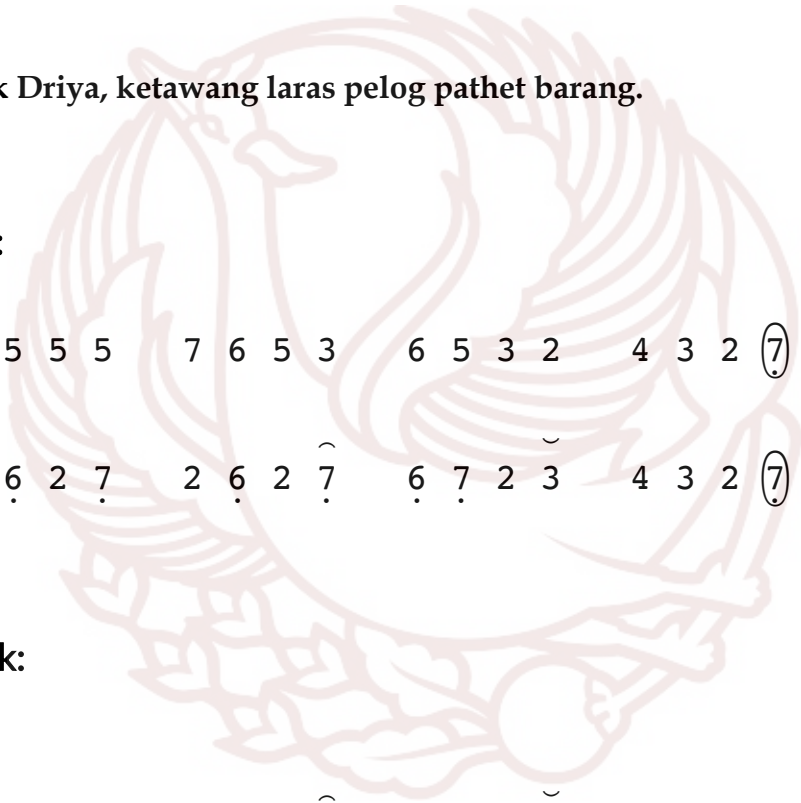 k Driya, ketawang laras pelog pathet barang.
:
5 5 5 7 6 5 3 6 5 3 2 4 3 2 7̣
6̣ 2 7̣ 2 6̣ 2 7̣ 6̣ 7̣ 2 3 4 3 2 7̣
k: